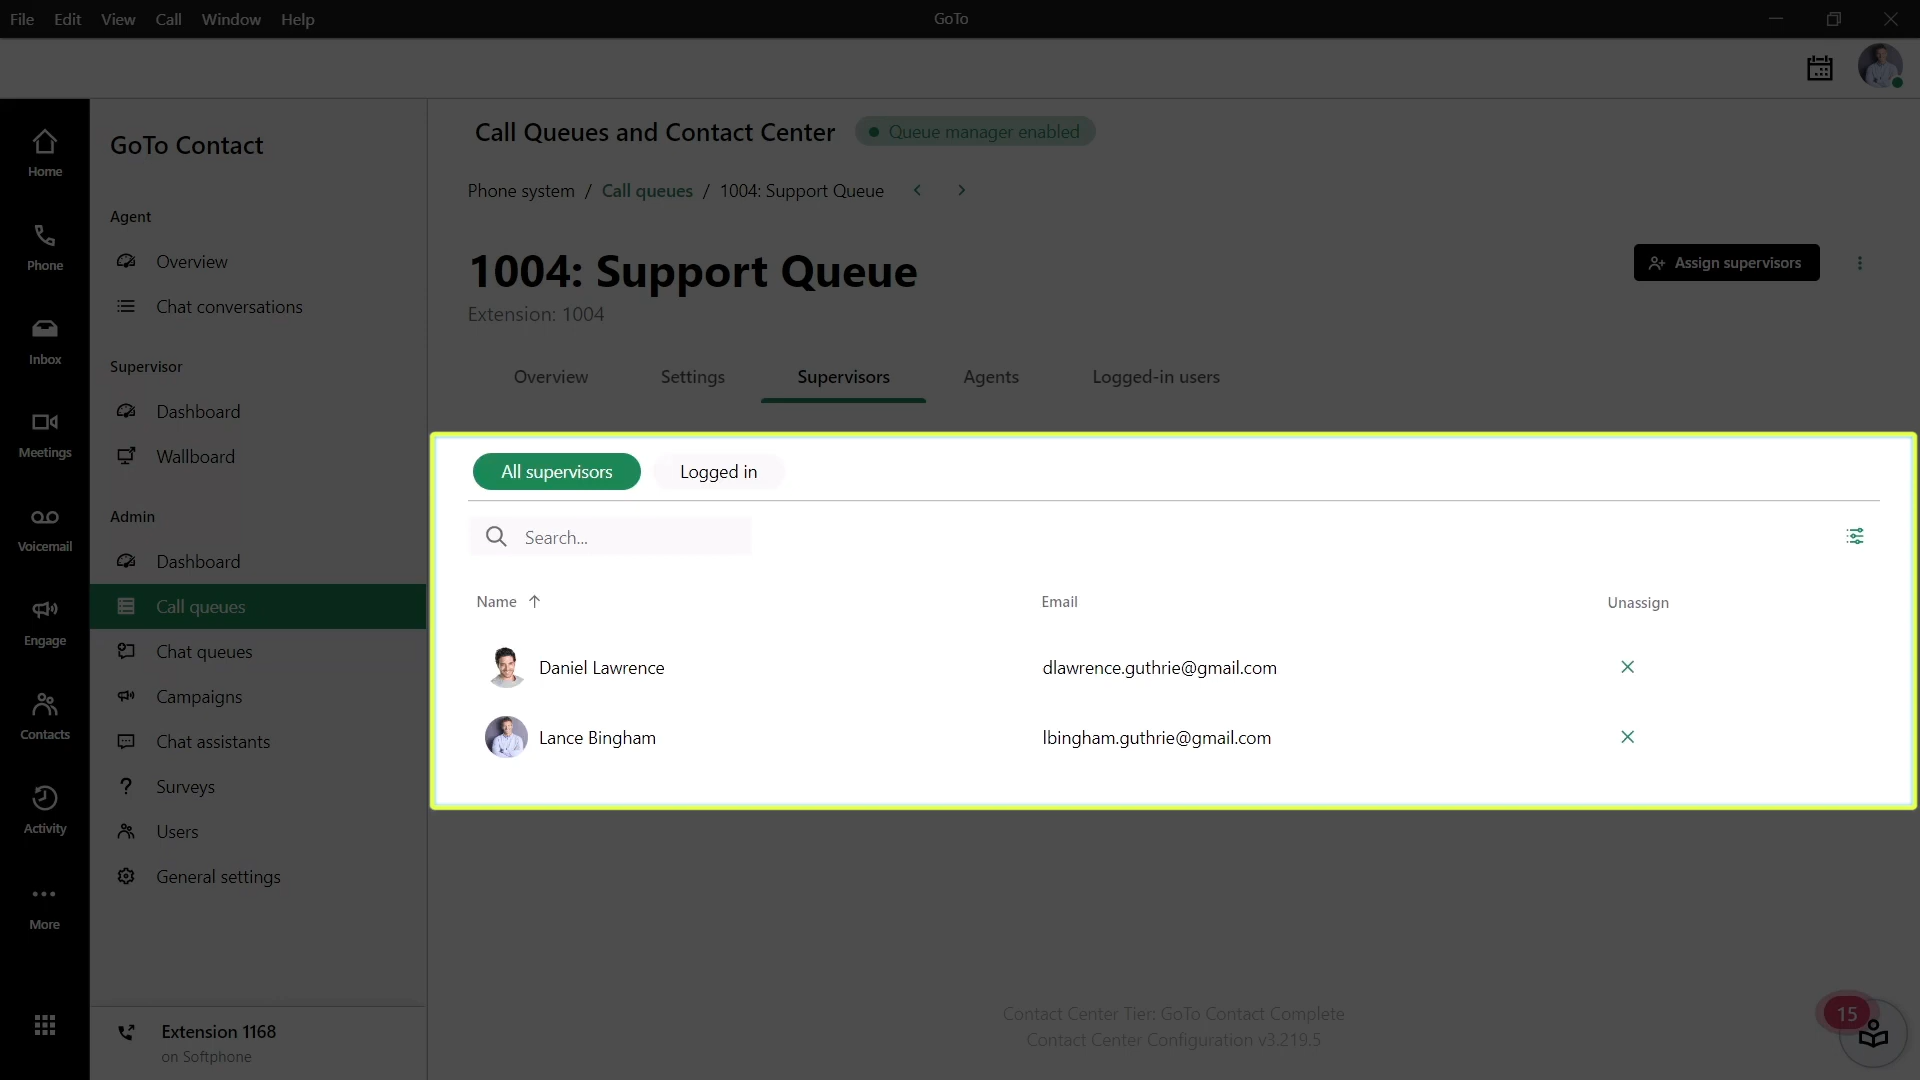 File Edit View Call Window Help
GoTo
Home
Phone
Inbox
Meetings
Voicemail
Engage
Contacts
Activity
More
GoTo Contact
Agent
Overview
Chat conversations
Supervisor
Dashboard
Wallboard
Admin
Dashboard
Call queues
Chat queues
Campaigns
Chat assistants
Surveys
Users
General settings
Extension 1168
on Softphone
Call Queues and Contact Center
Queue manager enabled
Phone system / Call queues / 1004: Support Queue
1004: Support Queue
Extension: 1004
Assign supervisors
Overview Settings Supervisors Agents Logged-in users
All supervisors Logged in
Search...
Name Email Unassign
Daniel Lawrence dlawrence.guthrie@gmail.com
Lance Bingham lbingham.guthrie@gmail.com
Contact Center Tier: GoTo Contact Complete
Contact Center Configuration v3.219.5
15